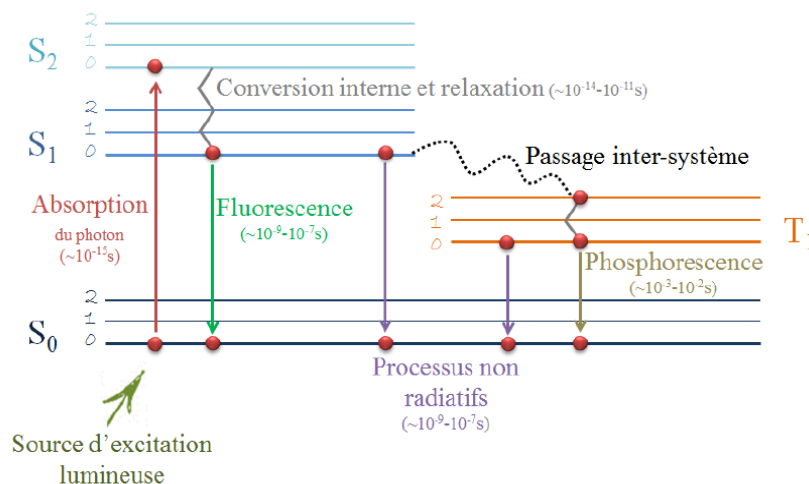 2
1
0
S2
Conversion interne et relaxation (~10-14-10-11s)
2
1
0
S1
Passage inter-système
Absorption
du photon
(~10-15s)
Fluorescence
(~10-9-10-7s)
2
1
0
T1
Phosphorescence
(~10-3-10-2s)
2
1
0
S0
Processus non
radiatifs
(~10-9-10-7s)
Source d'excitation
lumineuse